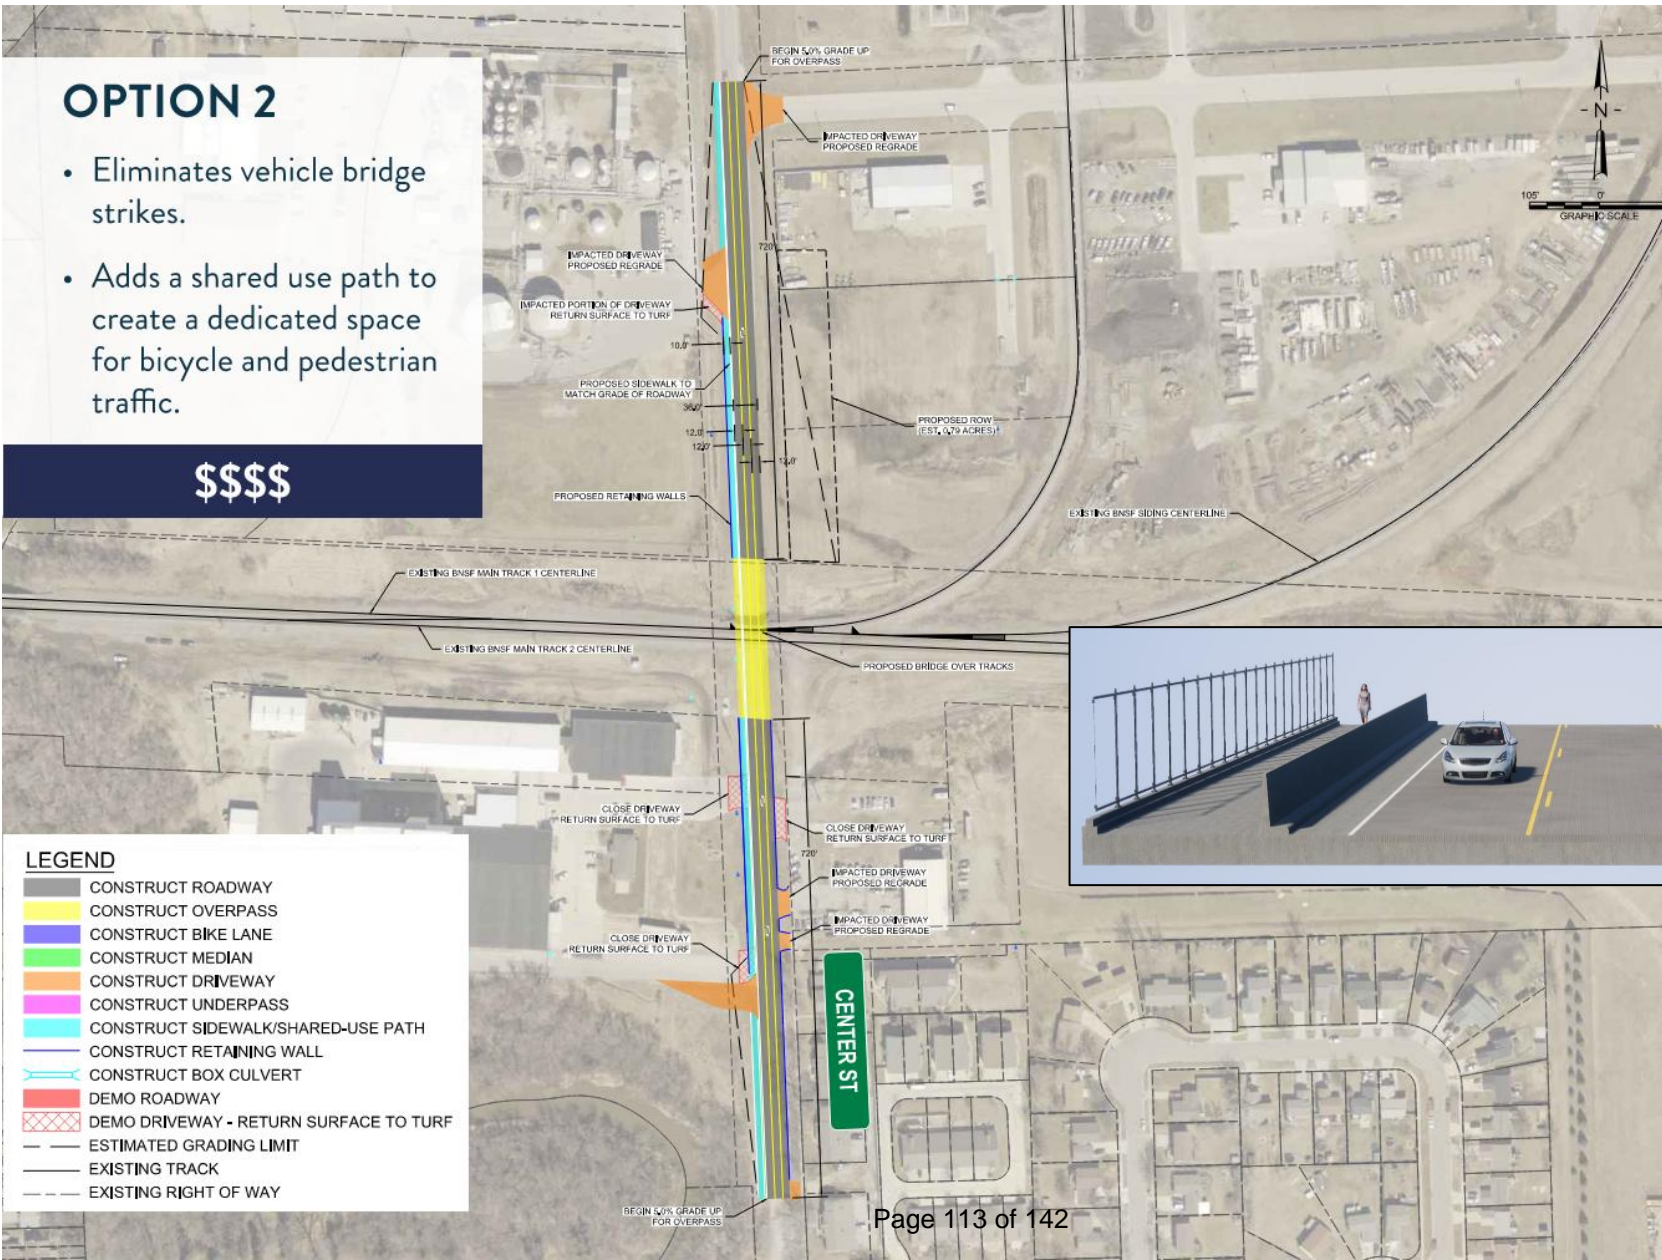 OPTION 2
• Eliminates vehicle bridge
strikes.
• Adds a shared use path to
create a dedicated space
for bicycle and pedestrian
traffic.
$$$$
BEGIN 5.0% GRADE UP
FOR OVERPASS
IMPACTED DRIVEWAY
PROPOSED REGRADE
- N -
105' 0'
GRAPHIC SCALE
IMPACTED DRIVEWAY
PROPOSED REGRADE
720'
IMPACTED PORTION OF DRIVEWAY
RETURN SURFACE TO TURF
10.0'
PROPOSED SIDEWALK TO
MATCH GRADE OF ROADWAY
36.0'
12.0'
12.0'
12.0'
PROPOSED ROW
(EST. 0.79 ACRES)
PROPOSED RETAINING WALLS
EXISTING BNSF SIDING CENTERLINE
EXISTING BNSF MAIN TRACK 1 CENTERLINE
EXISTING BNSF MAIN TRACK 2 CENTERLINE
PROPOSED BRIDGE OVER TRACKS
CLOSE DRIVEWAY
RETURN SURFACE TO TURF
CLOSE DRIVEWAY
RETURN SURFACE TO TURF
720'
IMPACTED DRIVEWAY
PROPOSED REGRADE
IMPACTED DRIVEWAY
PROPOSED REGRADE
CLOSE DRIVEWAY
RETURN SURFACE TO TURF
CENTER ST
LEGEND
CONSTRUCT ROADWAY
CONSTRUCT OVERPASS
CONSTRUCT BIKE LANE
CONSTRUCT MEDIAN
CONSTRUCT DRIVEWAY
CONSTRUCT UNDERPASS
CONSTRUCT SIDEWALK/SHARED-USE PATH
CONSTRUCT RETAINING WALL
CONSTRUCT BOX CULVERT
DEMO ROADWAY
DEMO DRIVEWAY - RETURN SURFACE TO TURF
ESTIMATED GRADING LIMIT
EXISTING TRACK
EXISTING RIGHT OF WAY
BEGIN 5.0% GRADE UP
FOR OVERPASS
Page 113 of 142